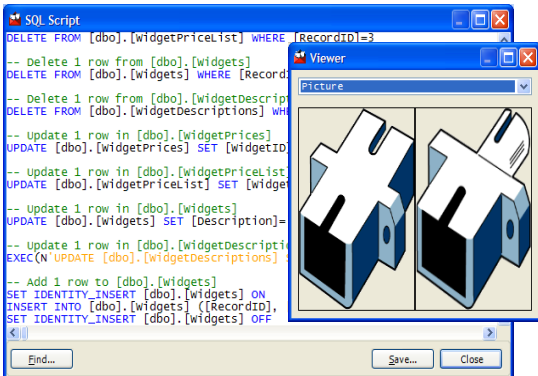 SQL Script
DELETE FROM [dbo].[WidgetPriceList] WHERE [RecordID]=3
-- Delete 1 row from [dbo].[Widgets]
DELETE FROM [dbo].[Widgets] WHERE [Record
-- Delete 1 row from [dbo].[WidgetDescript
DELETE FROM [dbo].[WidgetDescriptions] WHE
-- Update 1 row in [dbo].[WidgetPrices]
UPDATE [dbo].[WidgetPrices] SET [WidgetID]
-- Update 1 row in [dbo].[WidgetPriceList]
UPDATE [dbo].[WidgetPriceList] SET [Widget
-- Update 1 row in [dbo].[Widgets]
UPDATE [dbo].[Widgets] SET [Description]=
-- Update 1 row in [dbo].[WidgetDescriptio
EXEC(N'UPDATE [dbo].[WidgetDescriptions] S
-- Add 1 row to [dbo].[Widgets]
SET IDENTITY_INSERT [dbo].[Widgets] ON
INSERT INTO [dbo].[Widgets] ([RecordID],
SET IDENTITY_INSERT [dbo].[Widgets] OFF
Find...
Save...
Close
Viewer
Picture